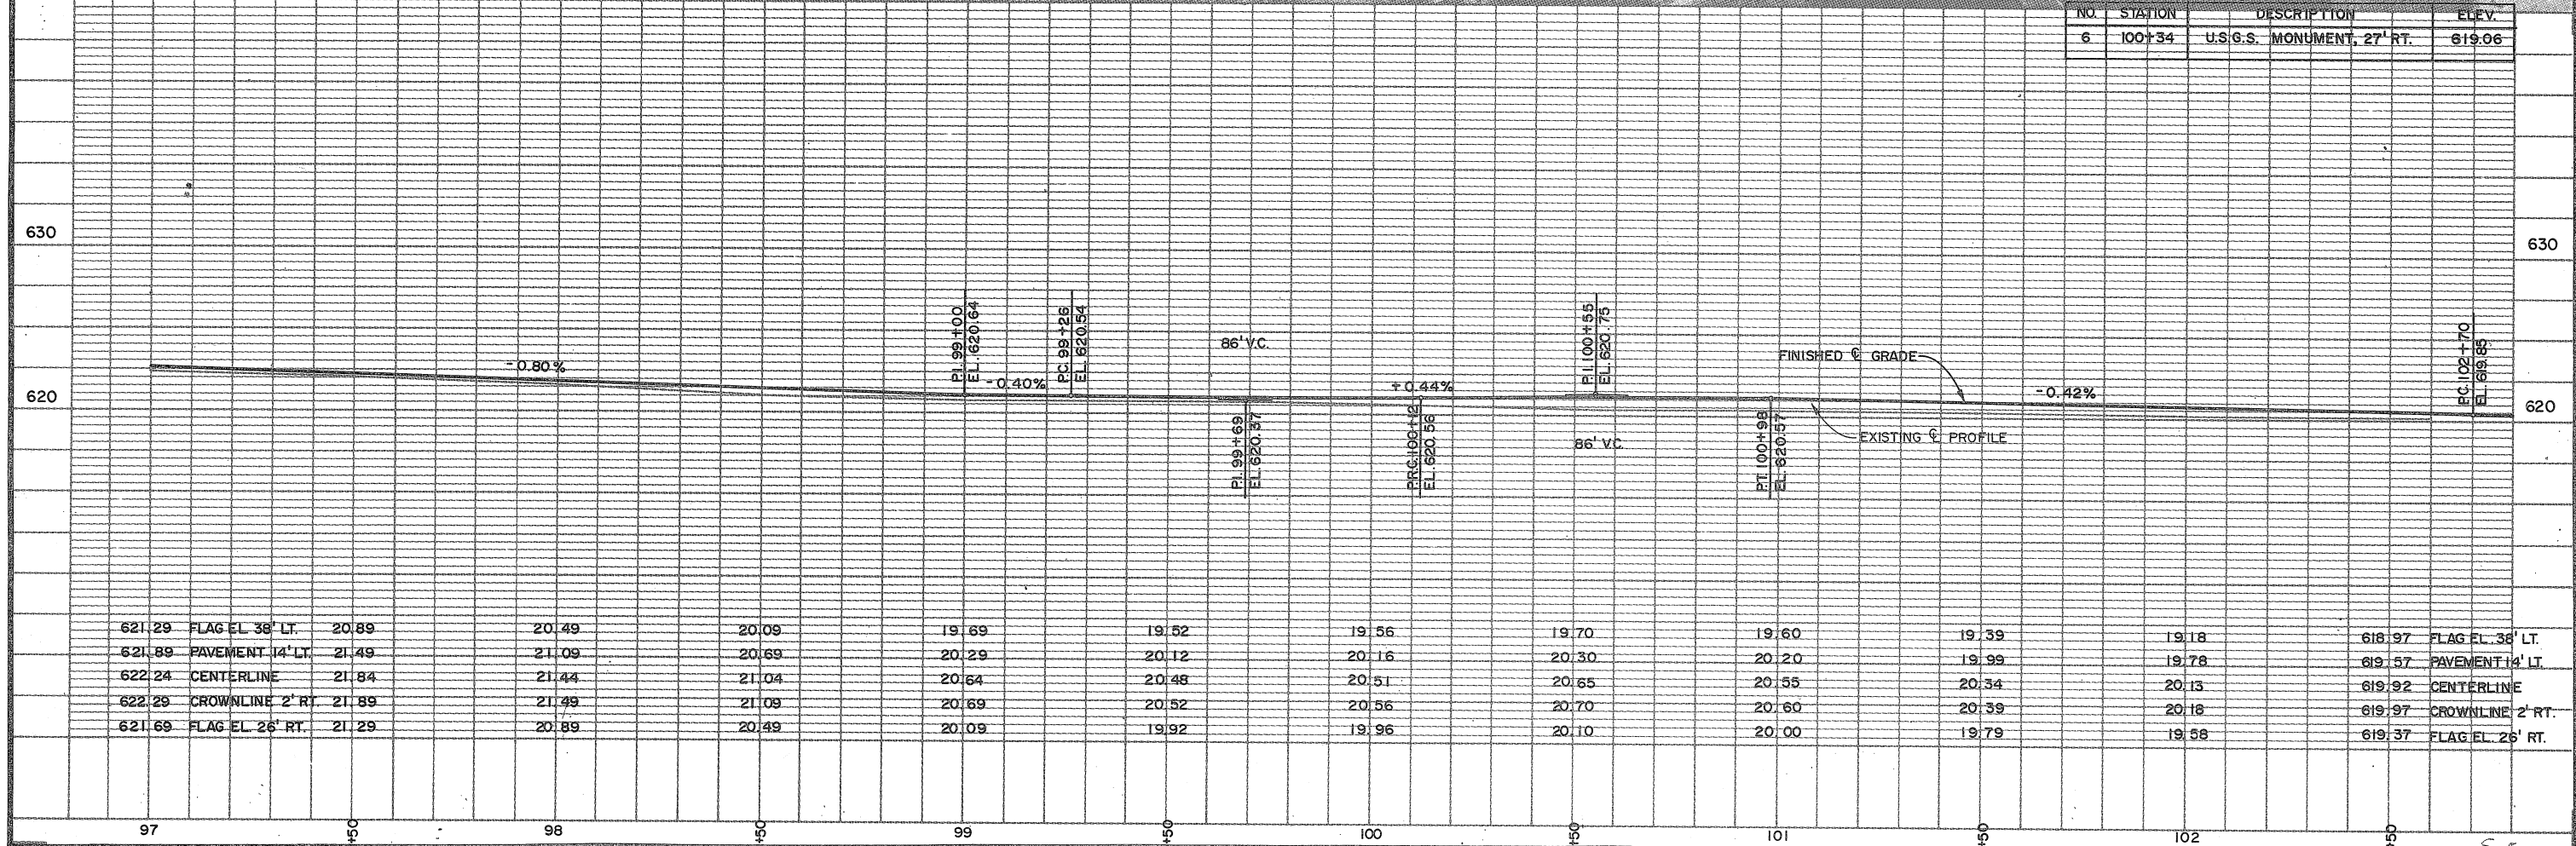 NO. STATION DESCRIPTION ELEV.
6 100+34 U.S.G.S. MONUMENT, 27' RT. 619.06
630 630
620 620
-0.80%
P.I. 99+00
EL. 620.64
-0.40%
P.C. 99+26
EL. 620.54
86' V.C.
P.I. 99+69
EL. 620.37
+0.44%
P.R.C. 100+12
EL. 620.56
P.I. 100+55
EL. 620.75
86' V.C.
P.T. 100+98
EL. 620.57
FINISHED ℄ GRADE
EXISTING ℄ PROFILE
-0.42%
P.C. 102+70
EL. 619.85
621.29 FLAG EL. 38' LT. 20.89 20.49 20.09 19.69 19.52 19.56 19.70 19.60 19.39 19.18 618.97 FLAG EL. 38' LT.
621.89 PAVEMENT 14' LT. 21.49 21.09 20.69 20.29 20.12 20.16 20.30 20.20 19.99 19.78 619.57 PAVEMENT 14' LT.
622.24 CENTERLINE 21.84 21.44 21.04 20.64 20.48 20.51 20.65 20.55 20.34 20.13 619.92 CENTERLINE
622.29 CROWNLINE 2' RT. 21.89 21.49 21.09 20.69 20.52 20.56 20.70 20.60 20.39 20.18 619.97 CROWNLINE 2' RT.
621.69 FLAG EL. 26' RT. 21.29 20.89 20.49 20.09 19.92 19.96 20.10 20.00 19.79 19.58 619.37 FLAG EL. 26' RT.
97 +50 98 +50 99 +50 100 +50 101 +50 102 +50